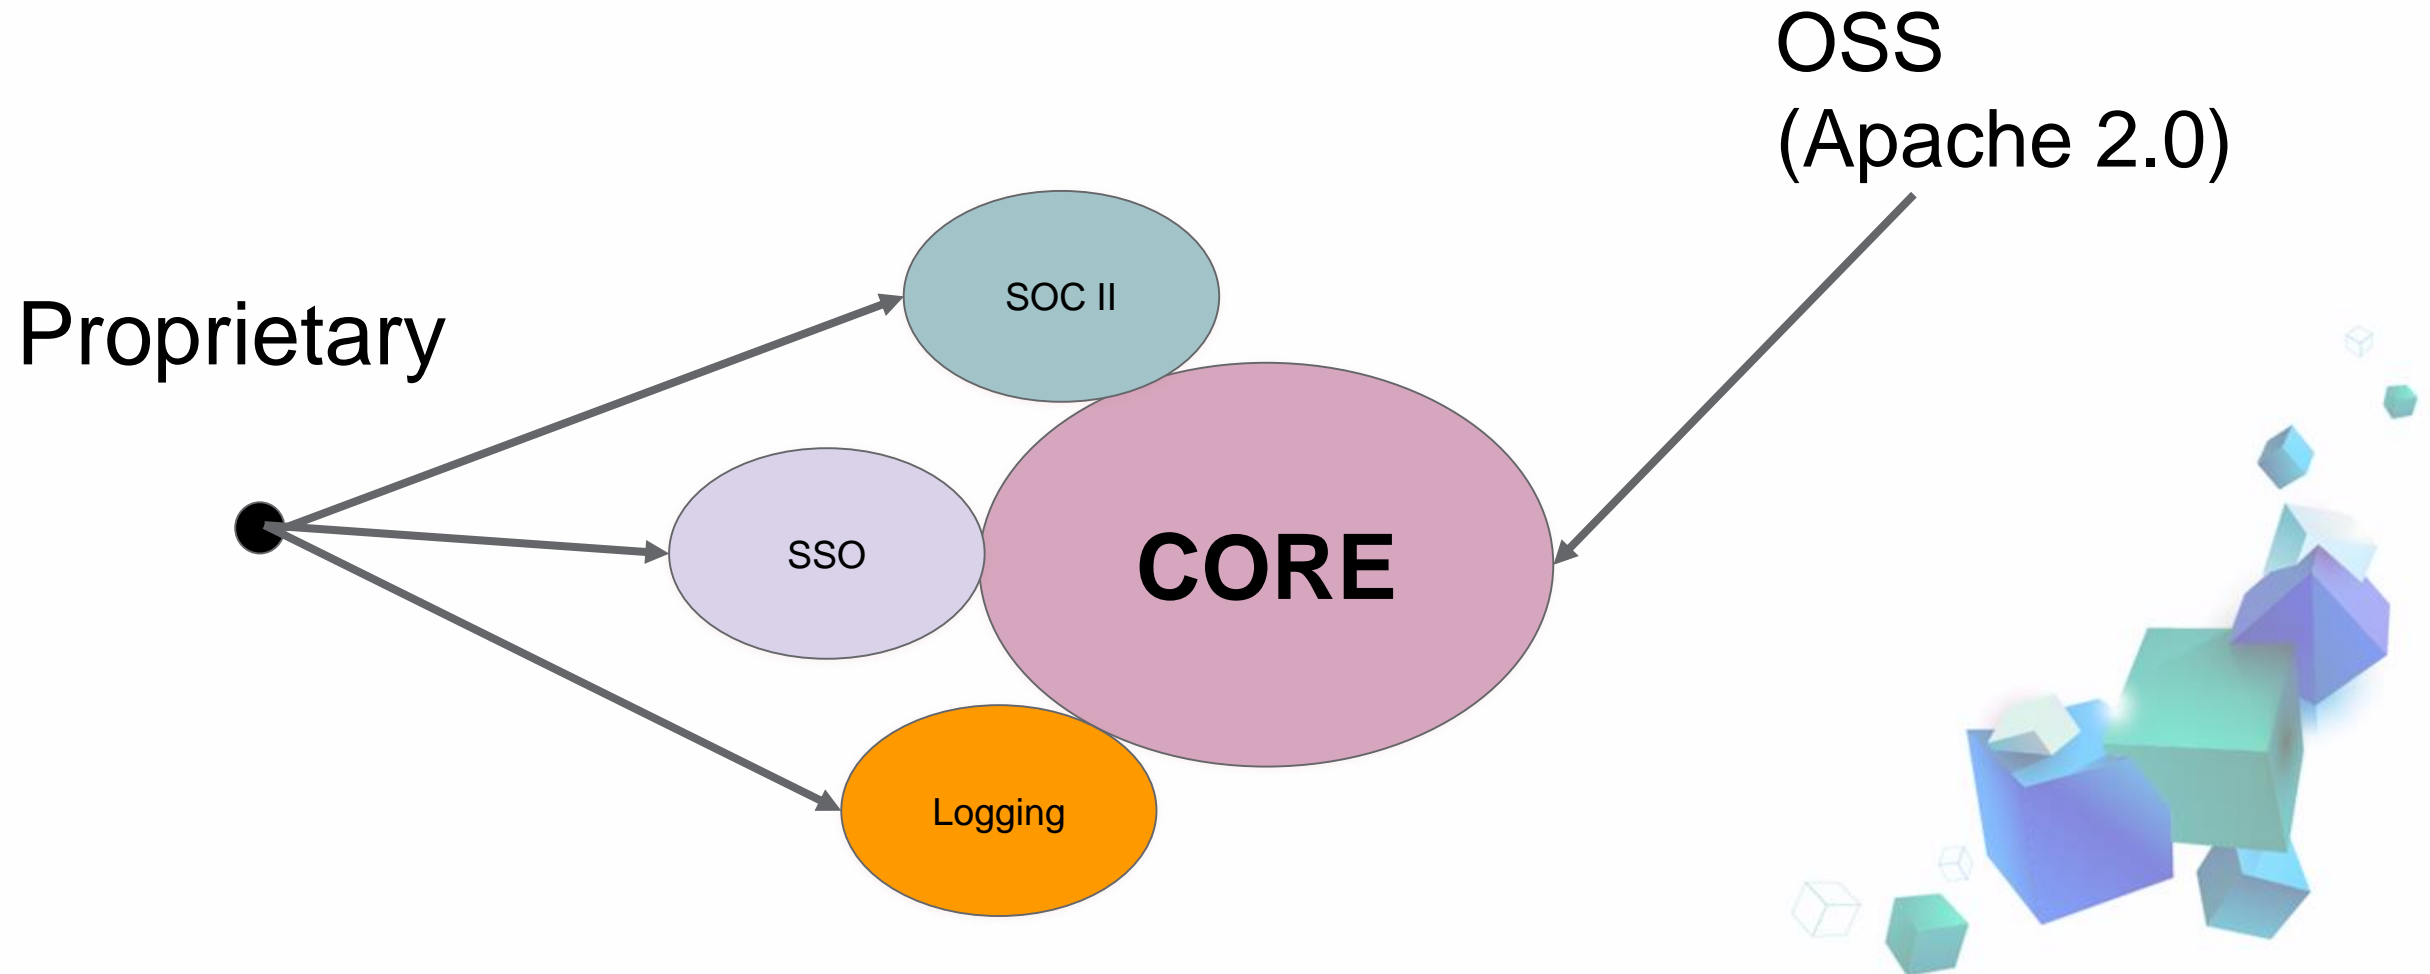 OSS
(Apache 2.0)
Proprietary
SOC II
SSO
CORE
Logging